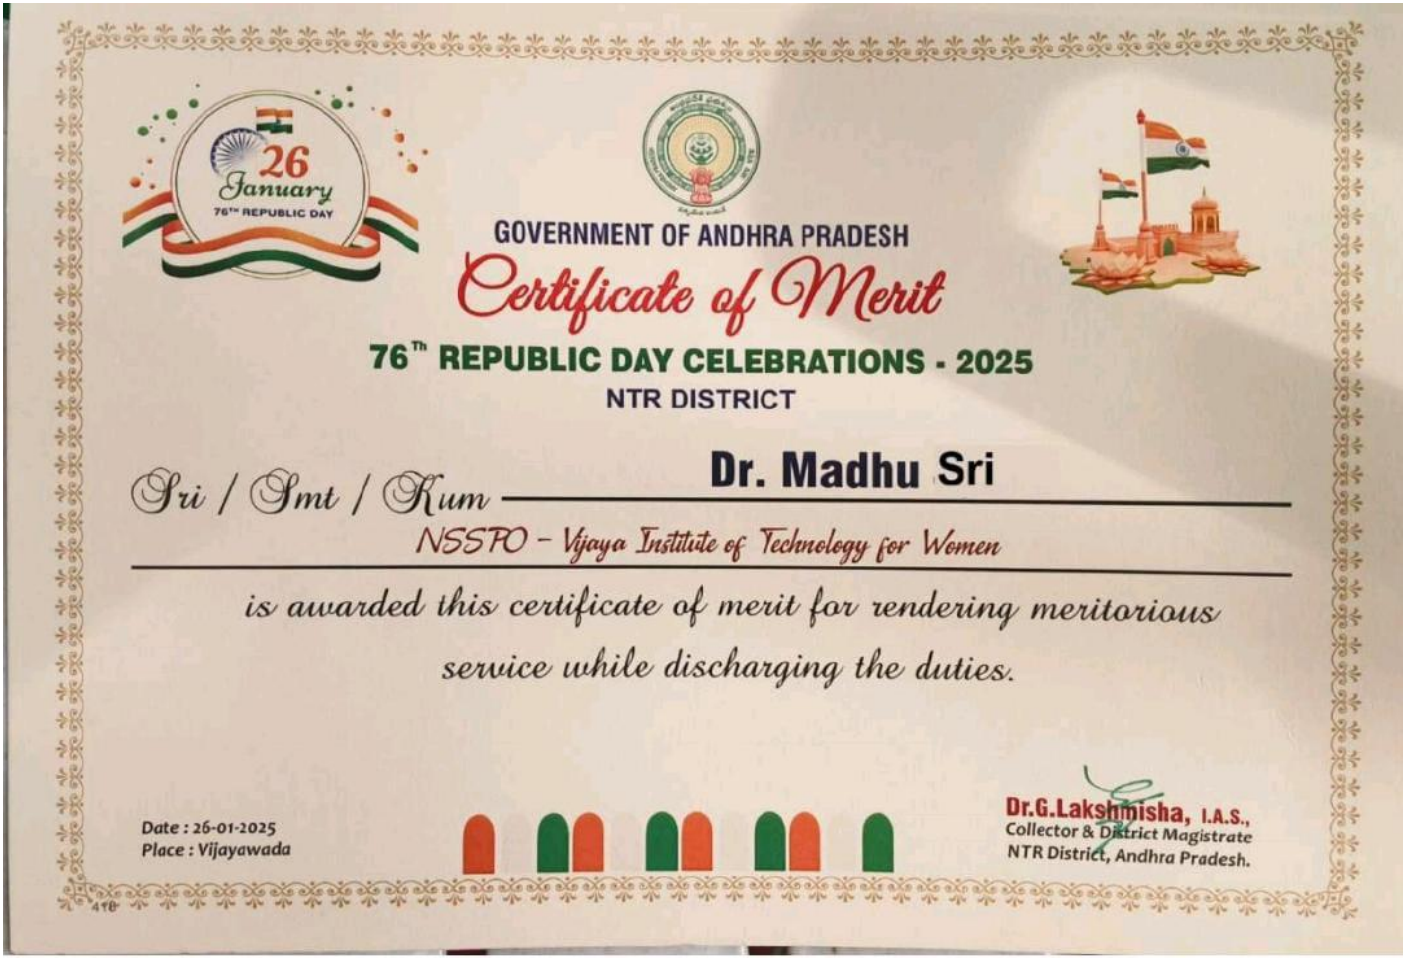 26
January
76TH REPUBLIC DAY
GOVERNMENT OF ANDHRA PRADESH
Certificate of Merit
76Th REPUBLIC DAY CELEBRATIONS - 2025
NTR DISTRICT
Sri / Smt / Kum Dr. Madhu Sri
NSSPO - Vijaya Institute of Technology for Women
is awarded this certificate of merit for rendering meritorious
service while discharging the duties.
Date : 26-01-2025
Place : Vijayawada
Dr.G.Lakshmisha, I.A.S.,
Collector & District Magistrate
NTR District, Andhra Pradesh.